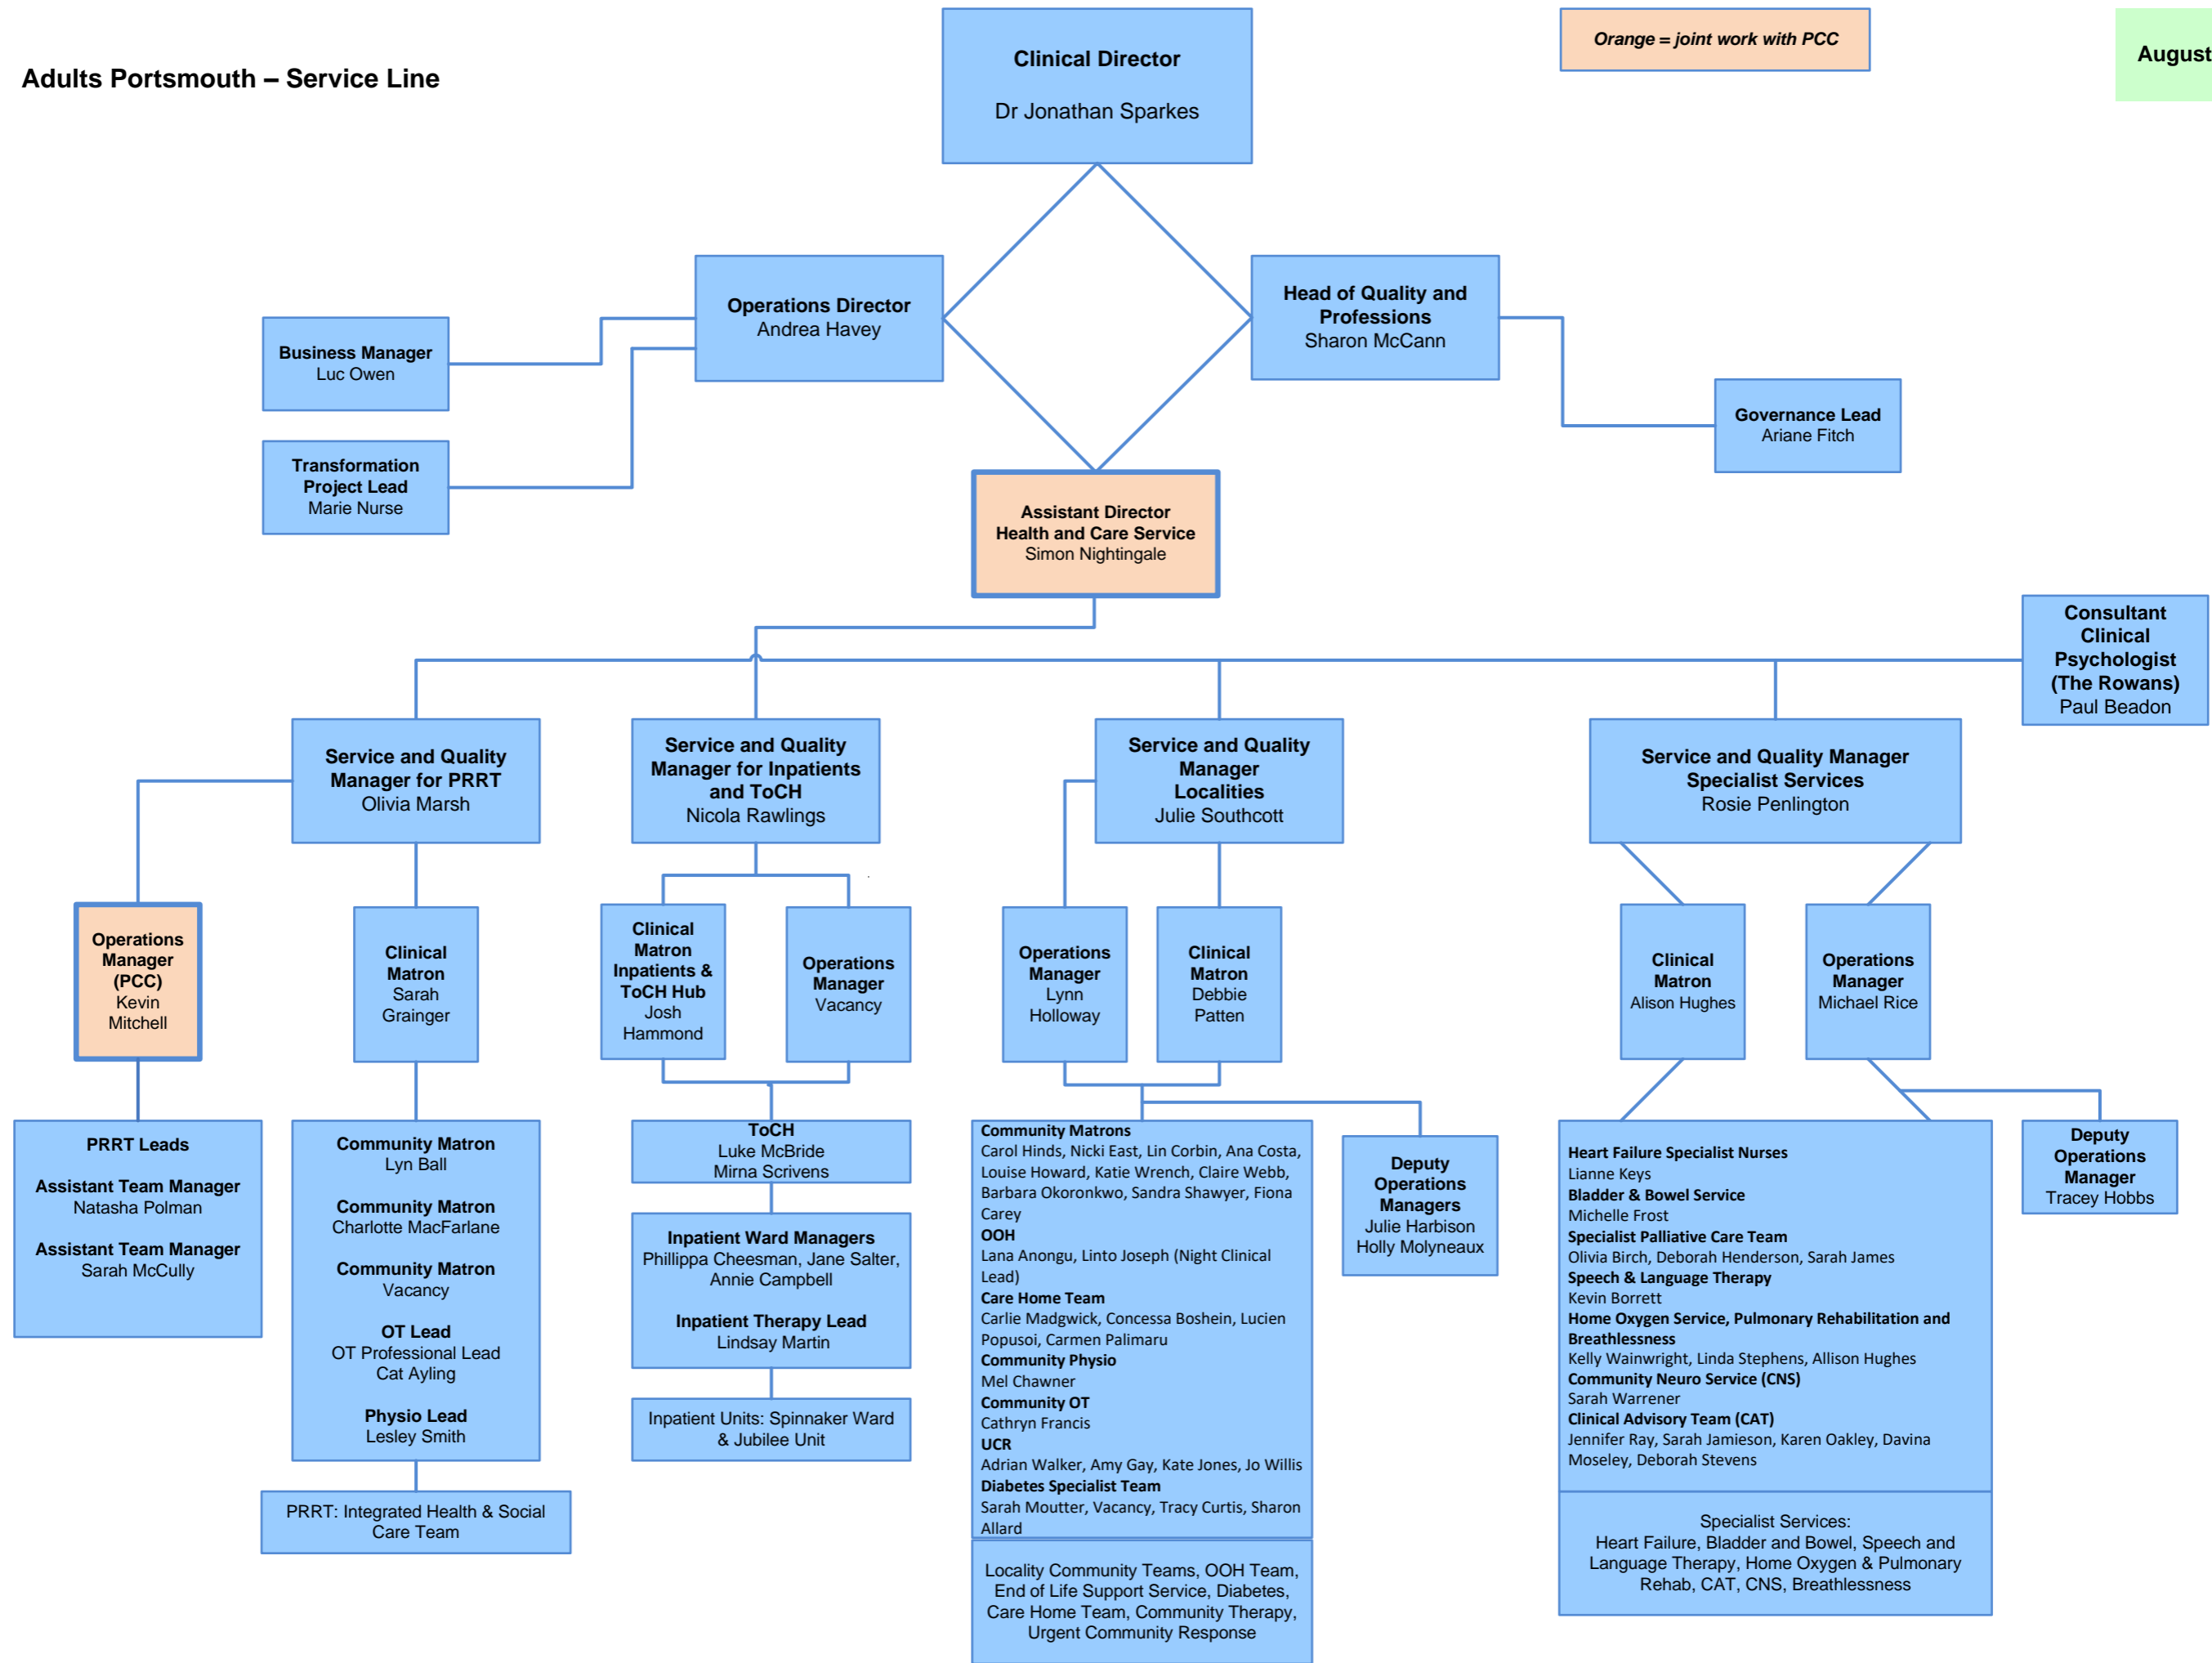 Adults Portsmouth – Service Line
Clinical Director
Dr Jonathan Sparkes
Orange = joint work with PCC
August
Operations Director
Andrea Havey
Head of Quality and
Professions
Sharon McCann
Business Manager
Luc Owen
Governance Lead
Ariane Fitch
Transformation
Project Lead
Marie Nurse
Assistant Director
Health and Care Service
Simon Nightingale
Consultant
Clinical
Psychologist
(The Rowans)
Paul Beadon
Service and Quality
Manager for PRRT
Olivia Marsh
Service and Quality
Manager for Inpatients
and ToCH
Nicola Rawlings
Service and Quality
Manager
Localities
Julie Southcott
Service and Quality Manager
Specialist Services
Rosie Penlington
Operations
Manager
(PCC)
Kevin
Mitchell
Clinical
Matron
Sarah
Grainger
Clinical
Matron
Inpatients &
ToCH Hub
Josh
Hammond
Operations
Manager
Vacancy
Operations
Manager
Lynn
Holloway
Clinical
Matron
Debbie
Patten
Clinical
Matron
Alison Hughes
Operations
Manager
Michael Rice
PRRT Leads
Assistant Team Manager
Natasha Polman
Assistant Team Manager
Sarah McCully
Community Matron
Lyn Ball
Community Matron
Charlotte MacFarlane
Community Matron
Vacancy
OT Lead
OT Professional Lead
Cat Ayling
Physio Lead
Lesley Smith
PRRT: Integrated Health & Social
Care Team
ToCH
Luke McBride
Mirna Scrivens
Inpatient Ward Managers
Phillippa Cheesman, Jane Salter,
Annie Campbell
Inpatient Therapy Lead
Lindsay Martin
Inpatient Units: Spinnaker Ward
& Jubilee Unit
Community Matrons
Carol Hinds, Nicki East, Lin Corbin, Ana Costa,
Louise Howard, Katie Wrench, Claire Webb,
Barbara Okoronkwo, Sandra Shawyer, Fiona
Carey
OOH
Lana Anongu, Linto Joseph (Night Clinical
Lead)
Care Home Team
Carlie Madgwick, Concessa Boshein, Lucien
Popusoi, Carmen Palimaru
Community Physio
Mel Chawner
Community OT
Cathryn Francis
UCR
Adrian Walker, Amy Gay, Kate Jones, Jo Willis
Diabetes Specialist Team
Sarah Moutter, Vacancy, Tracy Curtis, Sharon
Allard
Locality Community Teams, OOH Team,
End of Life Support Service, Diabetes,
Care Home Team, Community Therapy,
Urgent Community Response
Deputy
Operations
Managers
Julie Harbison
Holly Molyneaux
Heart Failure Specialist Nurses
Lianne Keys
Bladder & Bowel Service
Michelle Frost
Specialist Palliative Care Team
Olivia Birch, Deborah Henderson, Sarah James
Speech & Language Therapy
Kevin Borrett
Home Oxygen Service, Pulmonary Rehabilitation and
Breathlessness
Kelly Wainwright, Linda Stephens, Allison Hughes
Community Neuro Service (CNS)
Sarah Warrener
Clinical Advisory Team (CAT)
Jennifer Ray, Sarah Jamieson, Karen Oakley, Davina
Moseley, Deborah Stevens
Specialist Services:
Heart Failure, Bladder and Bowel, Speech and
Language Therapy, Home Oxygen & Pulmonary
Rehab, CAT, CNS, Breathlessness
Deputy
Operations
Manager
Tracey Hobbs